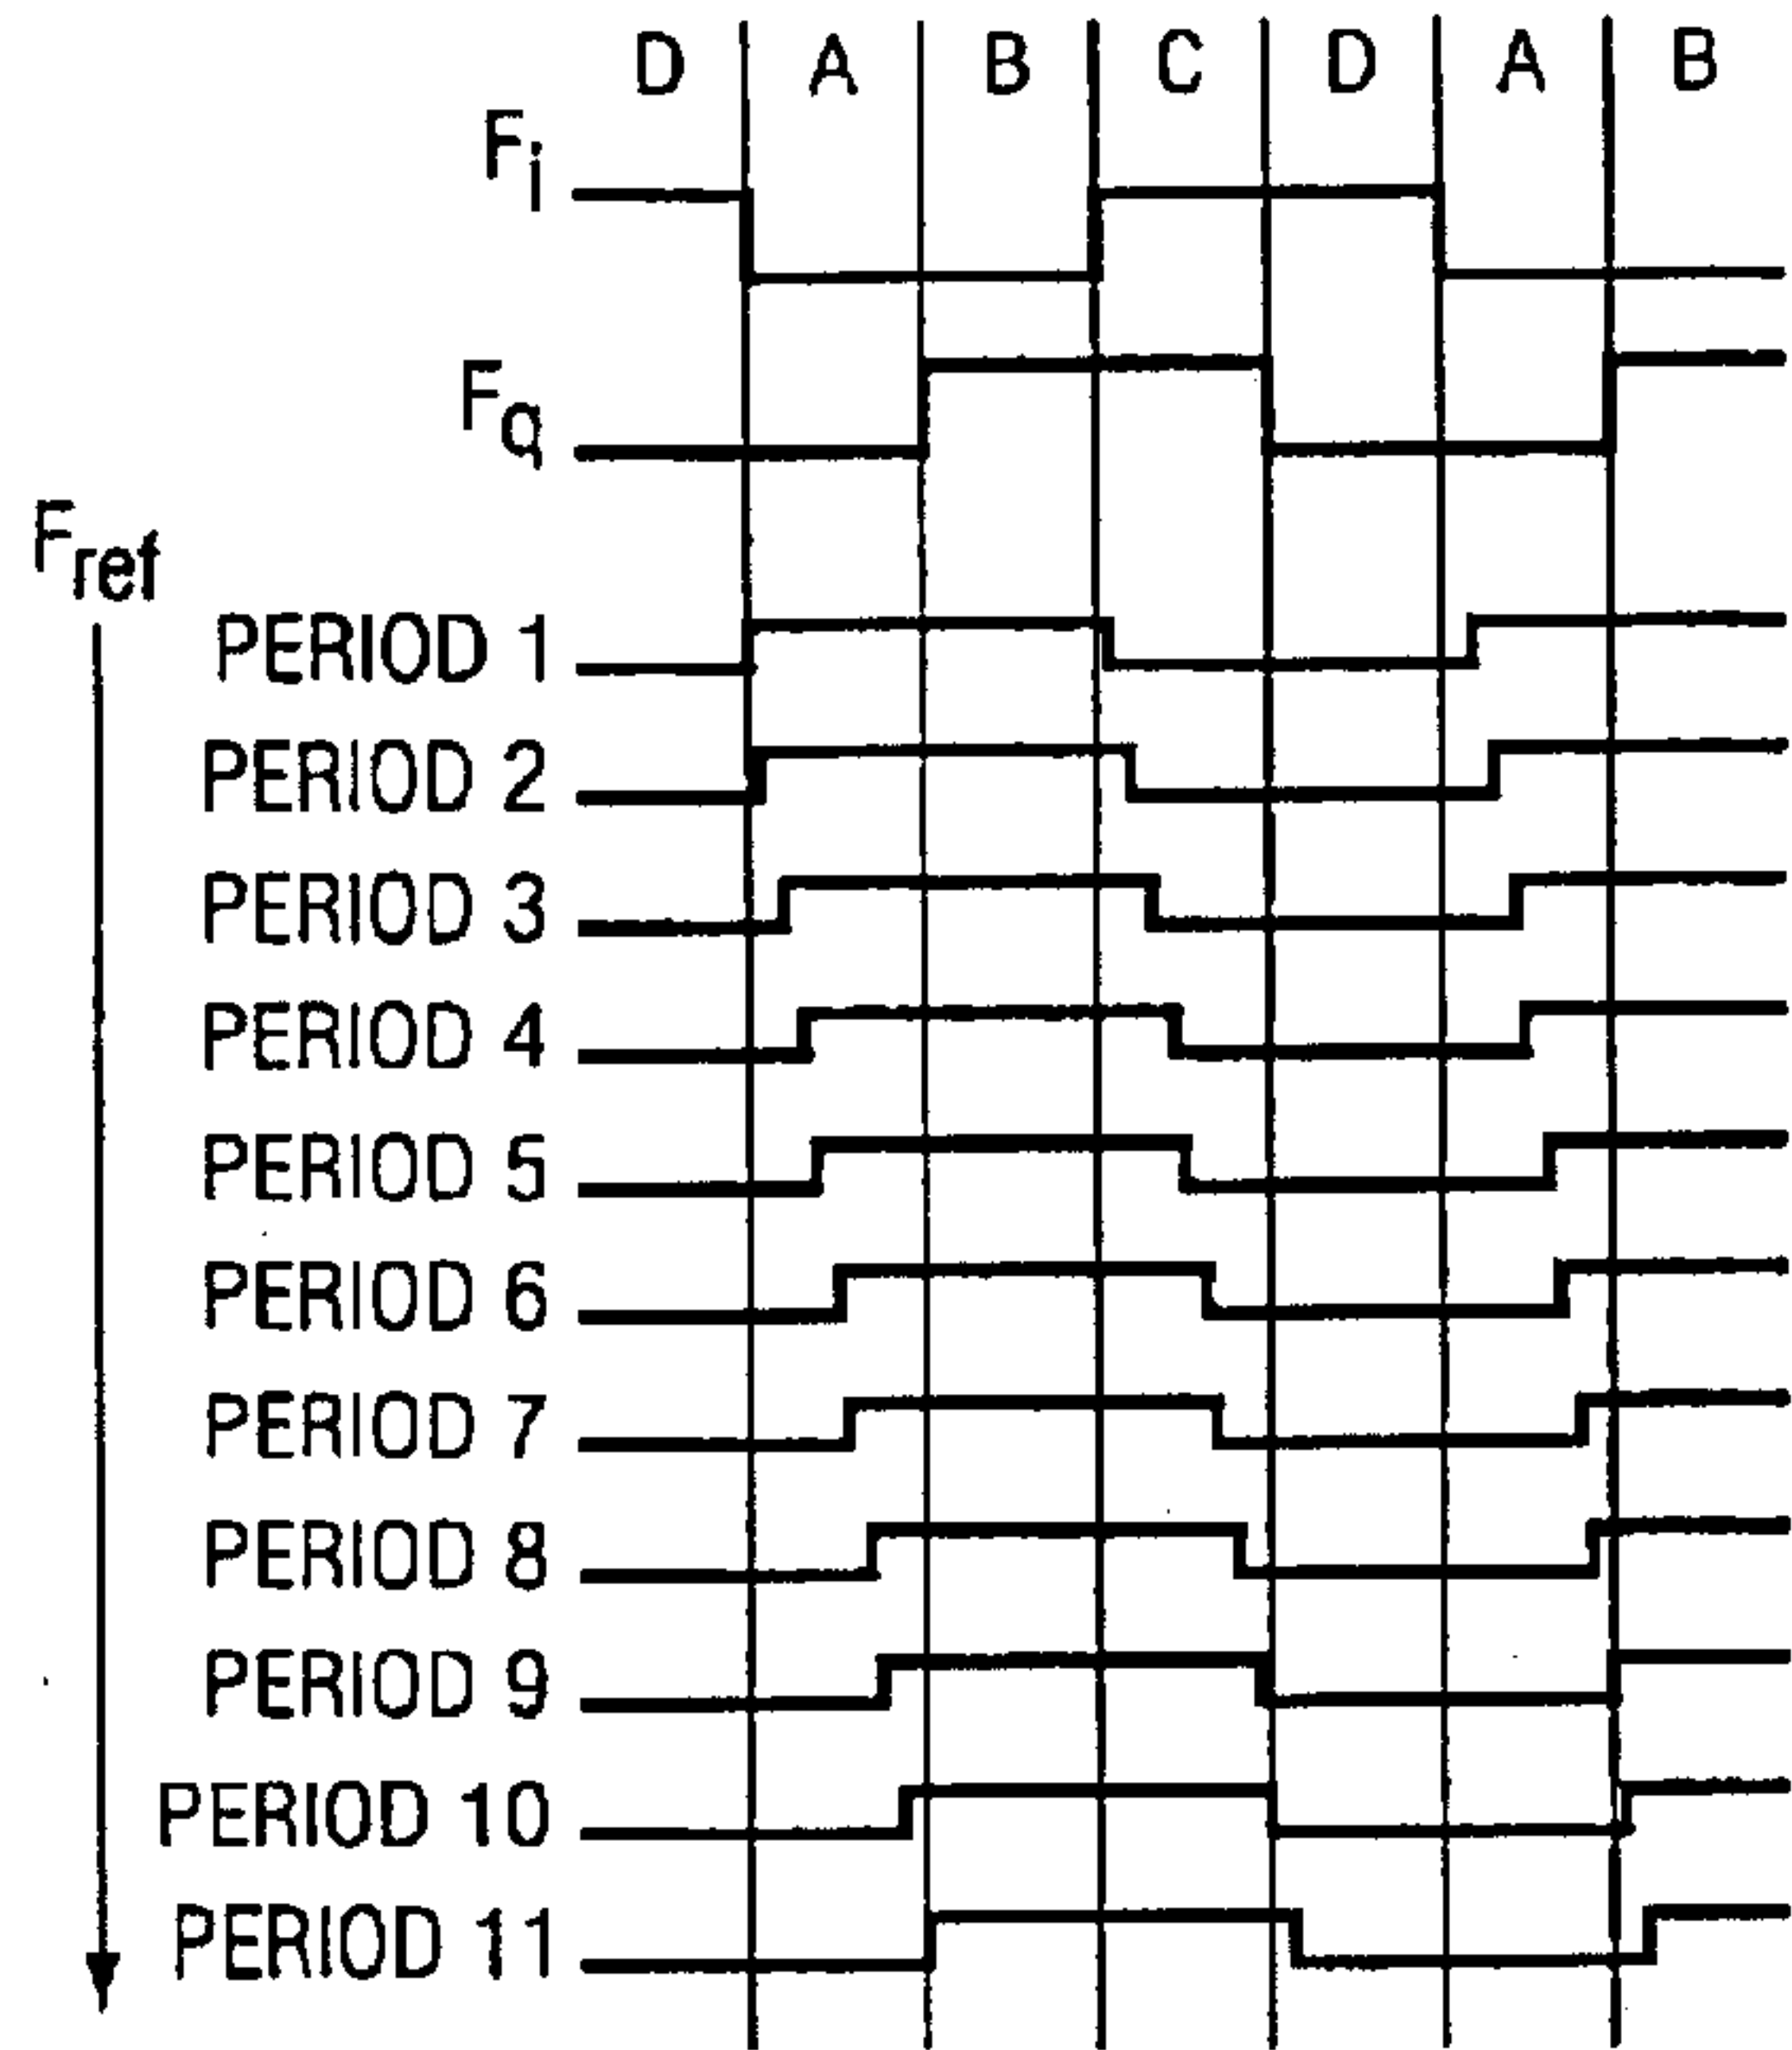 D A B C D A B
Fi
FQ
Fref
PERIOD 1
PERIOD 2
PERIOD 3
PERIOD 4
PERIOD 5
PERIOD 6
PERIOD 7
PERIOD 8
PERIOD 9
PERIOD 10
PERIOD 11